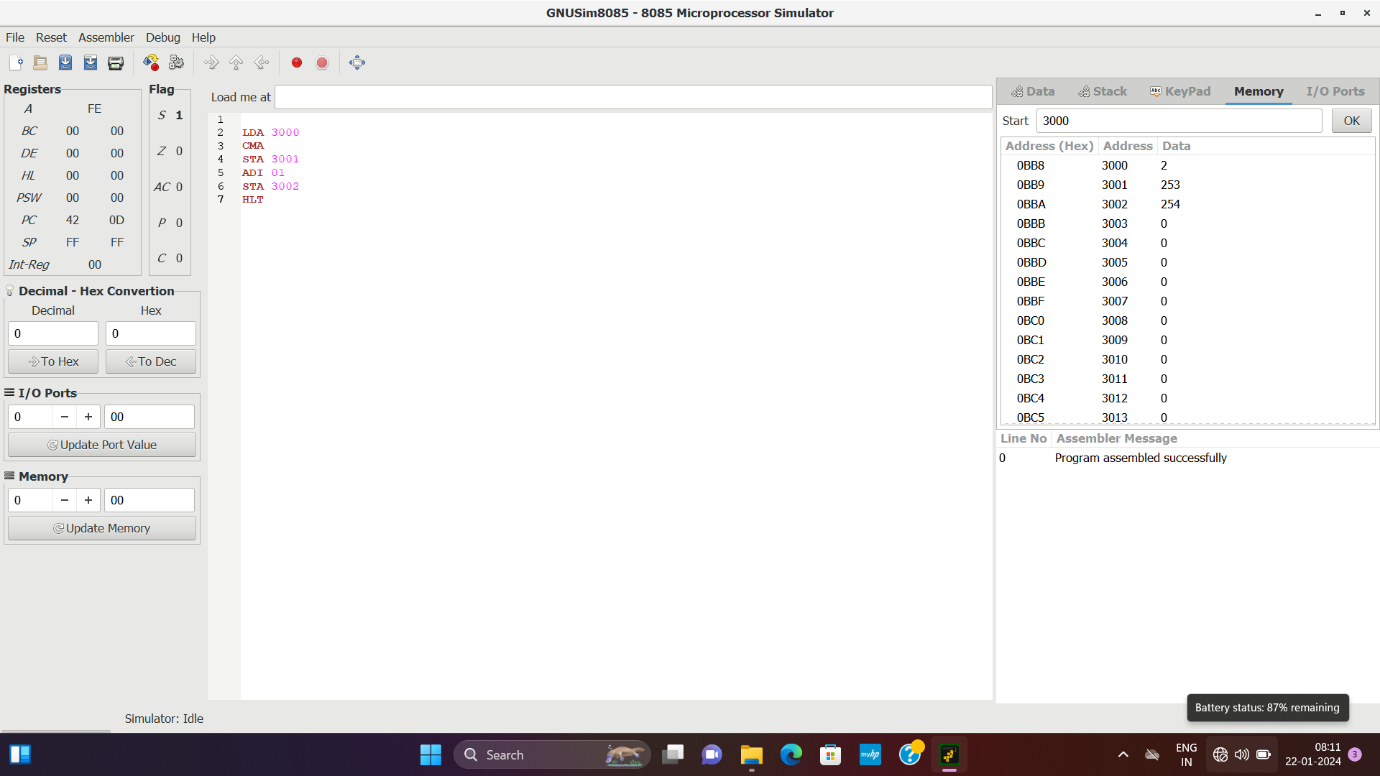 GNUSim8085 - 8085 Microprocessor Simulator
File Reset Assembler Debug Help
Registers
A FE
BC 00 00
DE 00 00
HL 00 00
PSW 00 00
PC 42 0D
SP FF FF
Int-Reg 00
Flag
S 1
Z 0
AC 0
P 0
C 0
Decimal - Hex Convertion
Decimal Hex
0 0
To Hex To Dec
I/O Ports
0 − + 00
Update Port Value
Memory
0 − + 00
Update Memory
Load me at
1
2 LDA 3000
3 CMA
4 STA 3001
5 ADI 01
6 STA 3002
7 HLT
Data Stack Abc KeyPad Memory I/O Ports
Start 3000 OK
Address (Hex) Address Data
0BB8 3000 2
0BB9 3001 253
0BBA 3002 254
0BBB 3003 0
0BBC 3004 0
0BBD 3005 0
0BBE 3006 0
0BBF 3007 0
0BC0 3008 0
0BC1 3009 0
0BC2 3010 0
0BC3 3011 0
0BC4 3012 0
0BC5 3013 0
Line No Assembler Message
0 Program assembled successfully
Battery status: 87% remaining
Simulator: Idle
Search
myhp
ENG
IN
08:11
22-01-2024
3